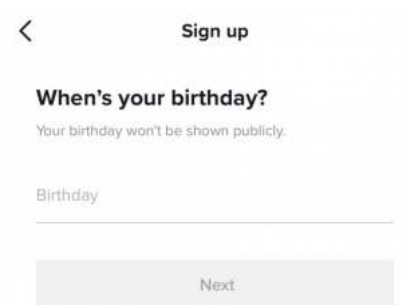 Sign up
When's your birthday?
Your birthday won't be shown publicly.
Birthday
Next